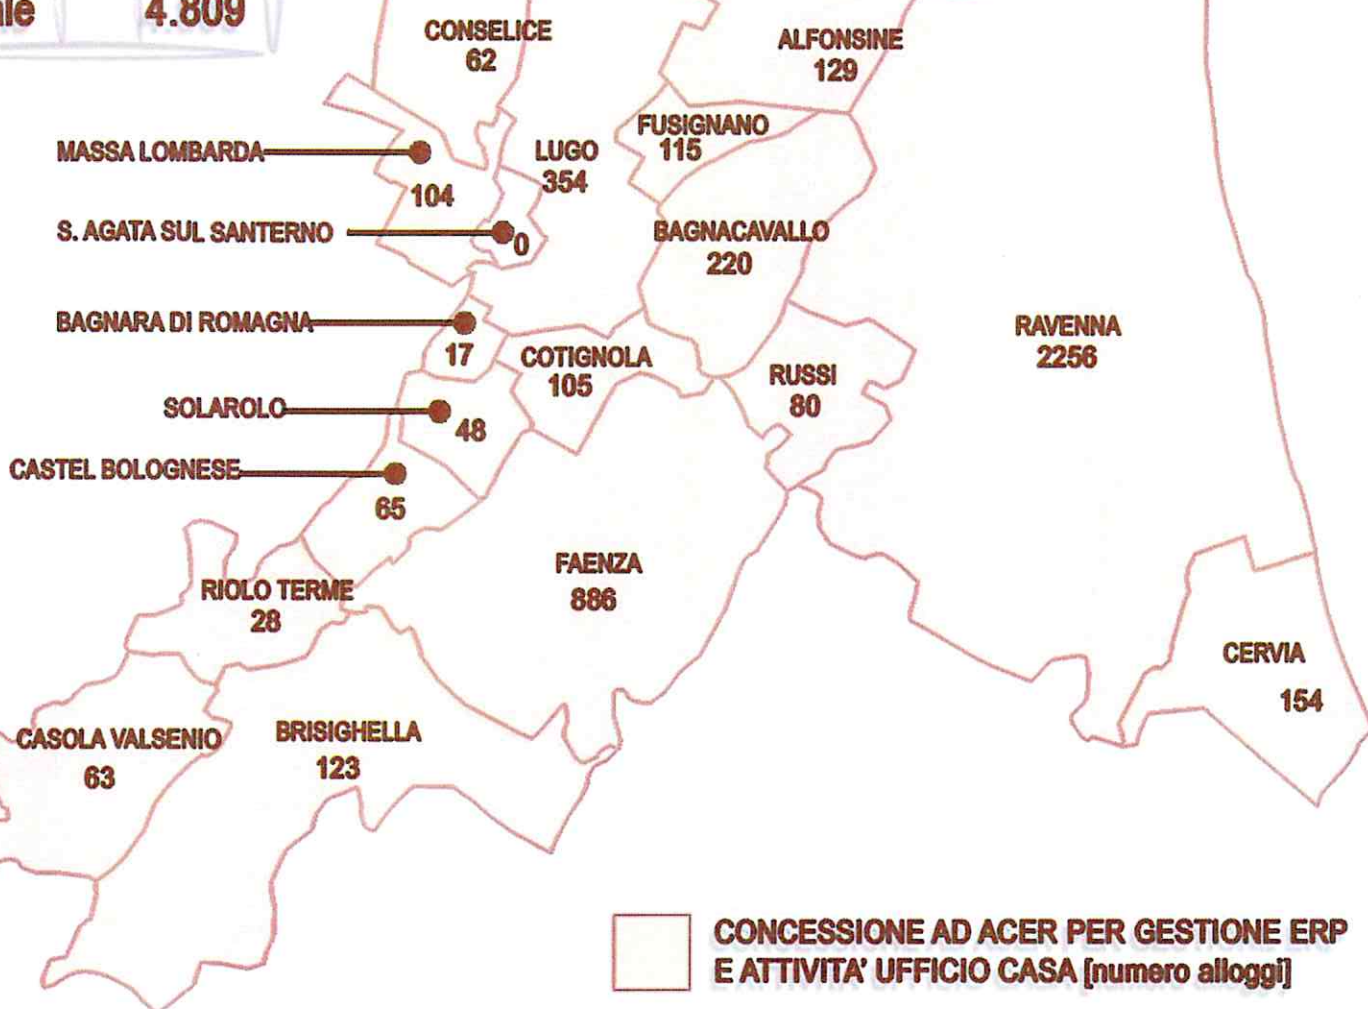 4.809
CONSELICE
62
ALFONSINE
129
FUSIGNANO
115
MASSA LOMBARDA
104
LUGO
354
S. AGATA SUL SANTERNO
0
BAGNACAVALLO
220
BAGNARA DI ROMAGNA
17
COTIGNOLA
105
RAVENNA
2256
RUSSI
80
SOLAROLO
48
CASTEL BOLOGNESE
65
FAENZA
886
RIOLO TERME
28
CERVIA
154
CASOLA VALSENIO
63
BRISIGHELLA
123
CONCESSIONE AD ACER PER GESTIONE ERP
E ATTIVITA' UFFICIO CASA [numero alloggi]